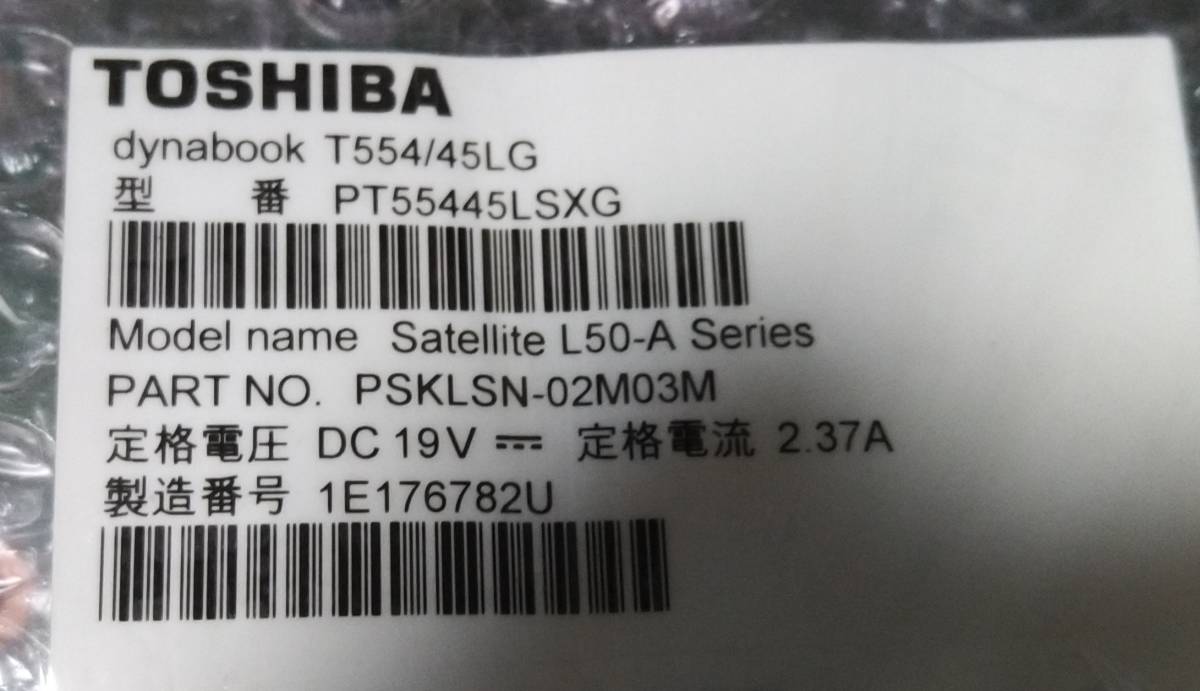 TOSHIBA
dynabook T554/45LG
型 番 PT55445LSXG
Model name Satellite L50-A Series
PART NO. PSKLSN-02M03M
定格電圧 DC 19V ⎓ 定格電流 2.37A
製造番号 1E176782U